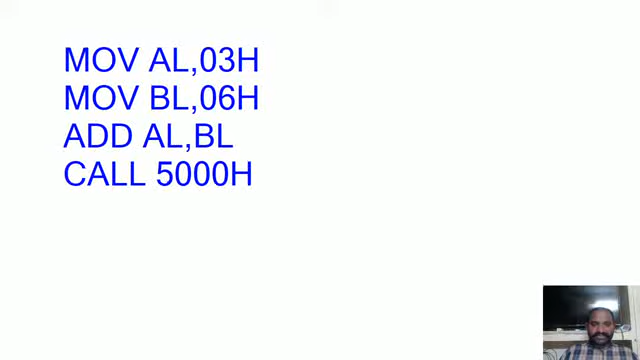 MOV AL,03H
MOV BL,06H
ADD AL,BL
CALL 5000H